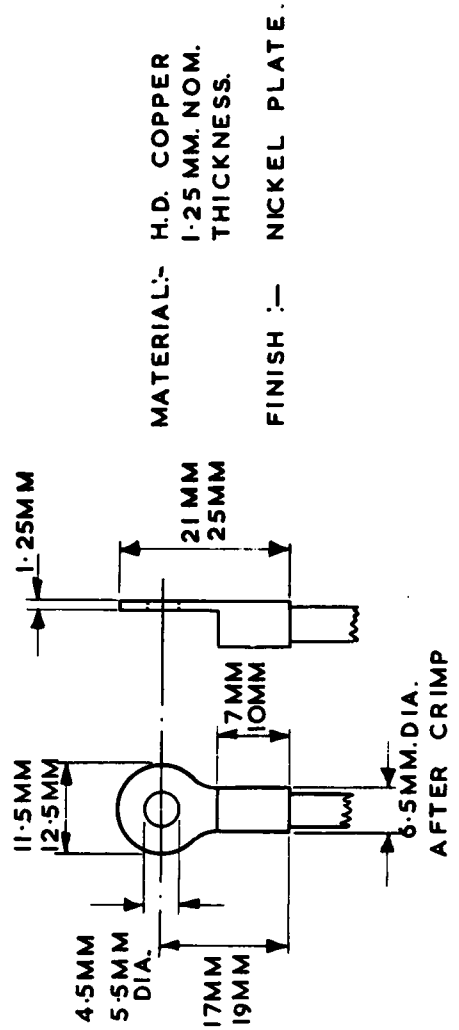 4·5MM
5·5MM
DIA.
11·5MM
12·5MM
1·25MM
17MM
19MM
7MM
10MM
21MM
25MM
6·5MM.DIA.
AFTER CRIMP
MATERIAL:- H.D. COPPER
1·25 MM. NOM.
THICKNESS.
FINISH :— NICKEL PLATE.